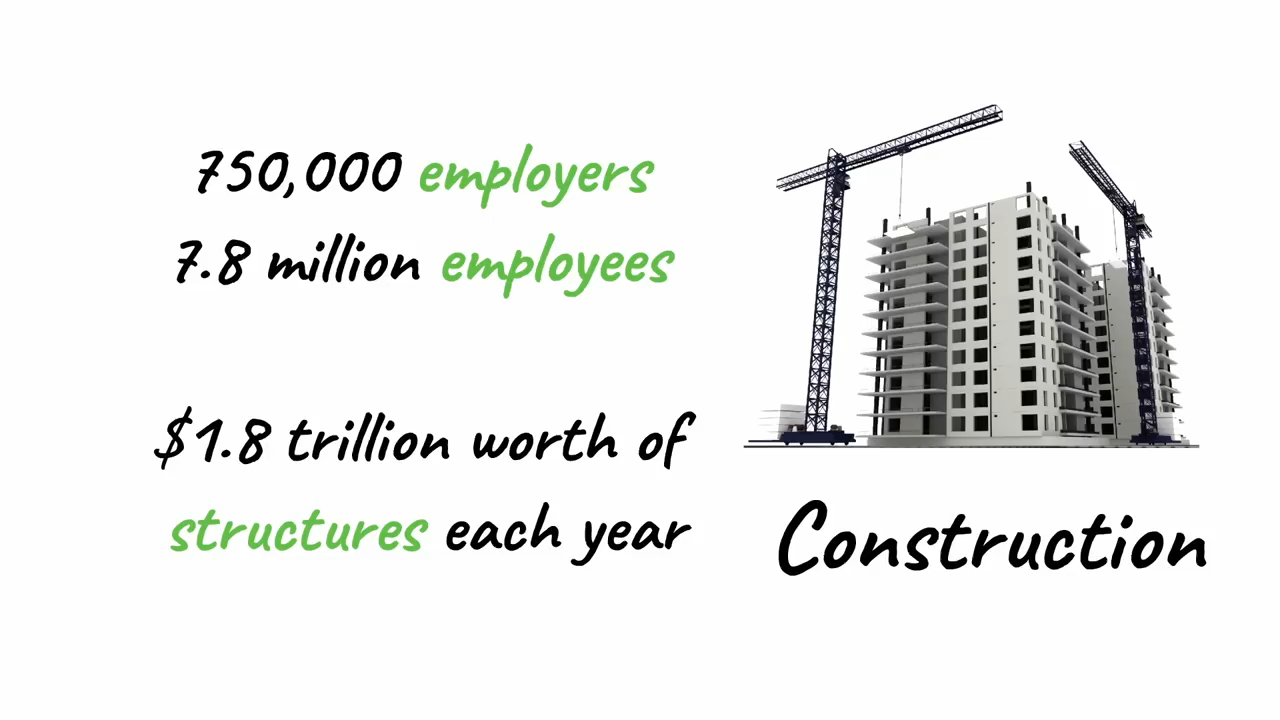 750,000 employers
7.8 million employees
$1.8 trillion worth of
structures each year
Construction